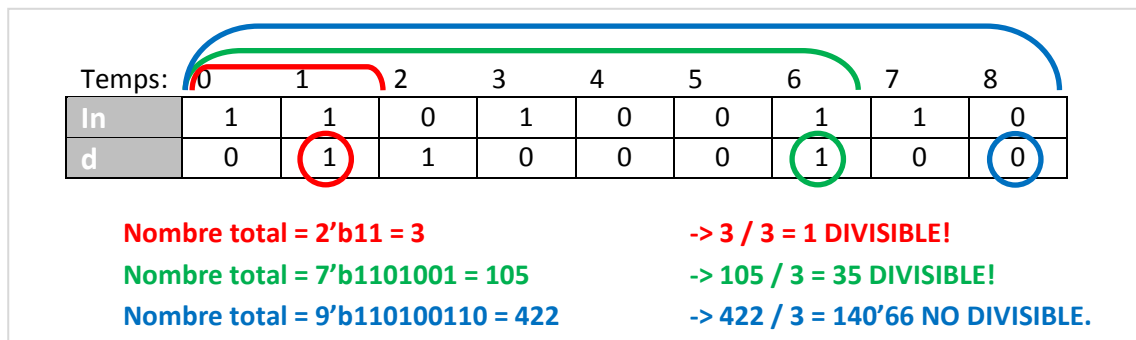 Temps: 0 1 2 3 4 5 6 7 8
In 1 1 0 1 0 0 1 1 0
d 0 1 1 0 0 0 1 0 0
Nombre total = 2’b11 = 3 -> 3 / 3 = 1 DIVISIBLE!
Nombre total = 7’b1101001 = 105 -> 105 / 3 = 35 DIVISIBLE!
Nombre total = 9’b110100110 = 422 -> 422 / 3 = 140’66 NO DIVISIBLE.